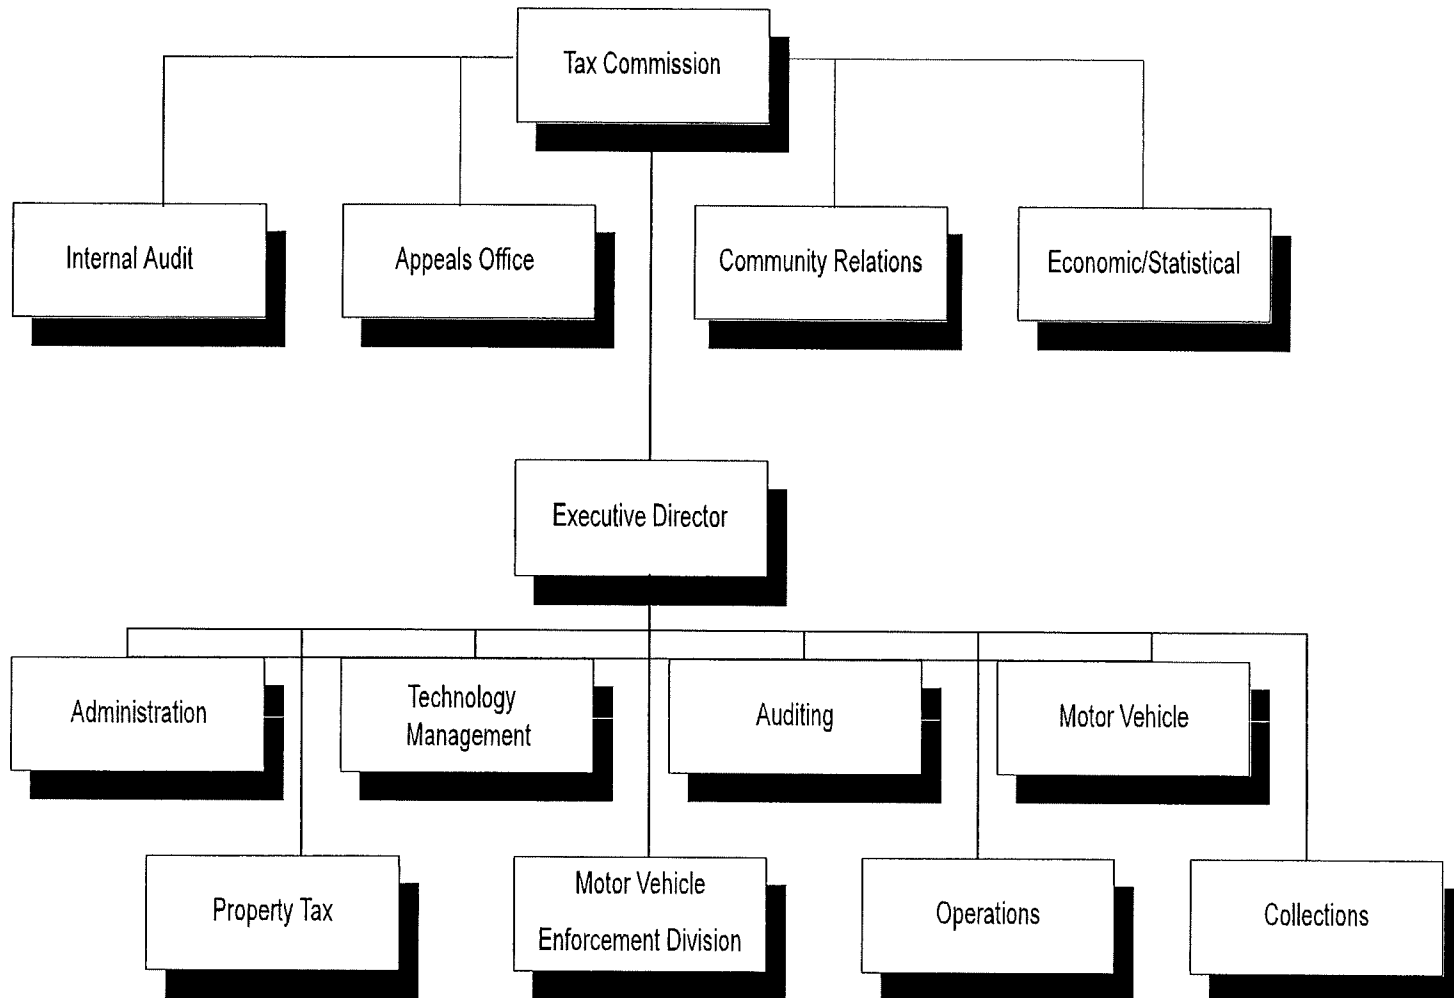 Tax Commission
Internal Audit
Appeals Office
Community Relations
Economic/Statistical
Executive Director
Administration
Technology
Management
Auditing
Motor Vehicle
Property Tax
Motor Vehicle
Enforcement Division
Operations
Collections